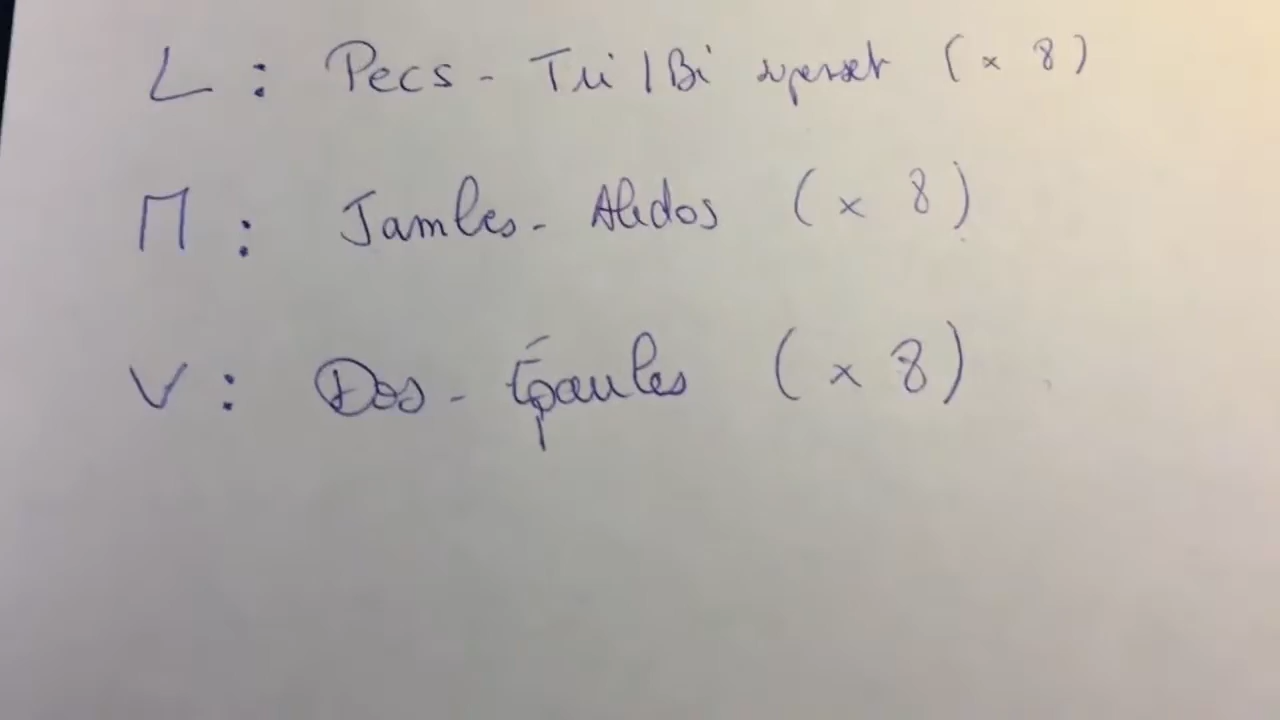 L : Pecs - Tri / Bi superset ( x 8 )
M : Jambes - Abdos ( x 8 )
V : Dos - Épaules ( x 8 )